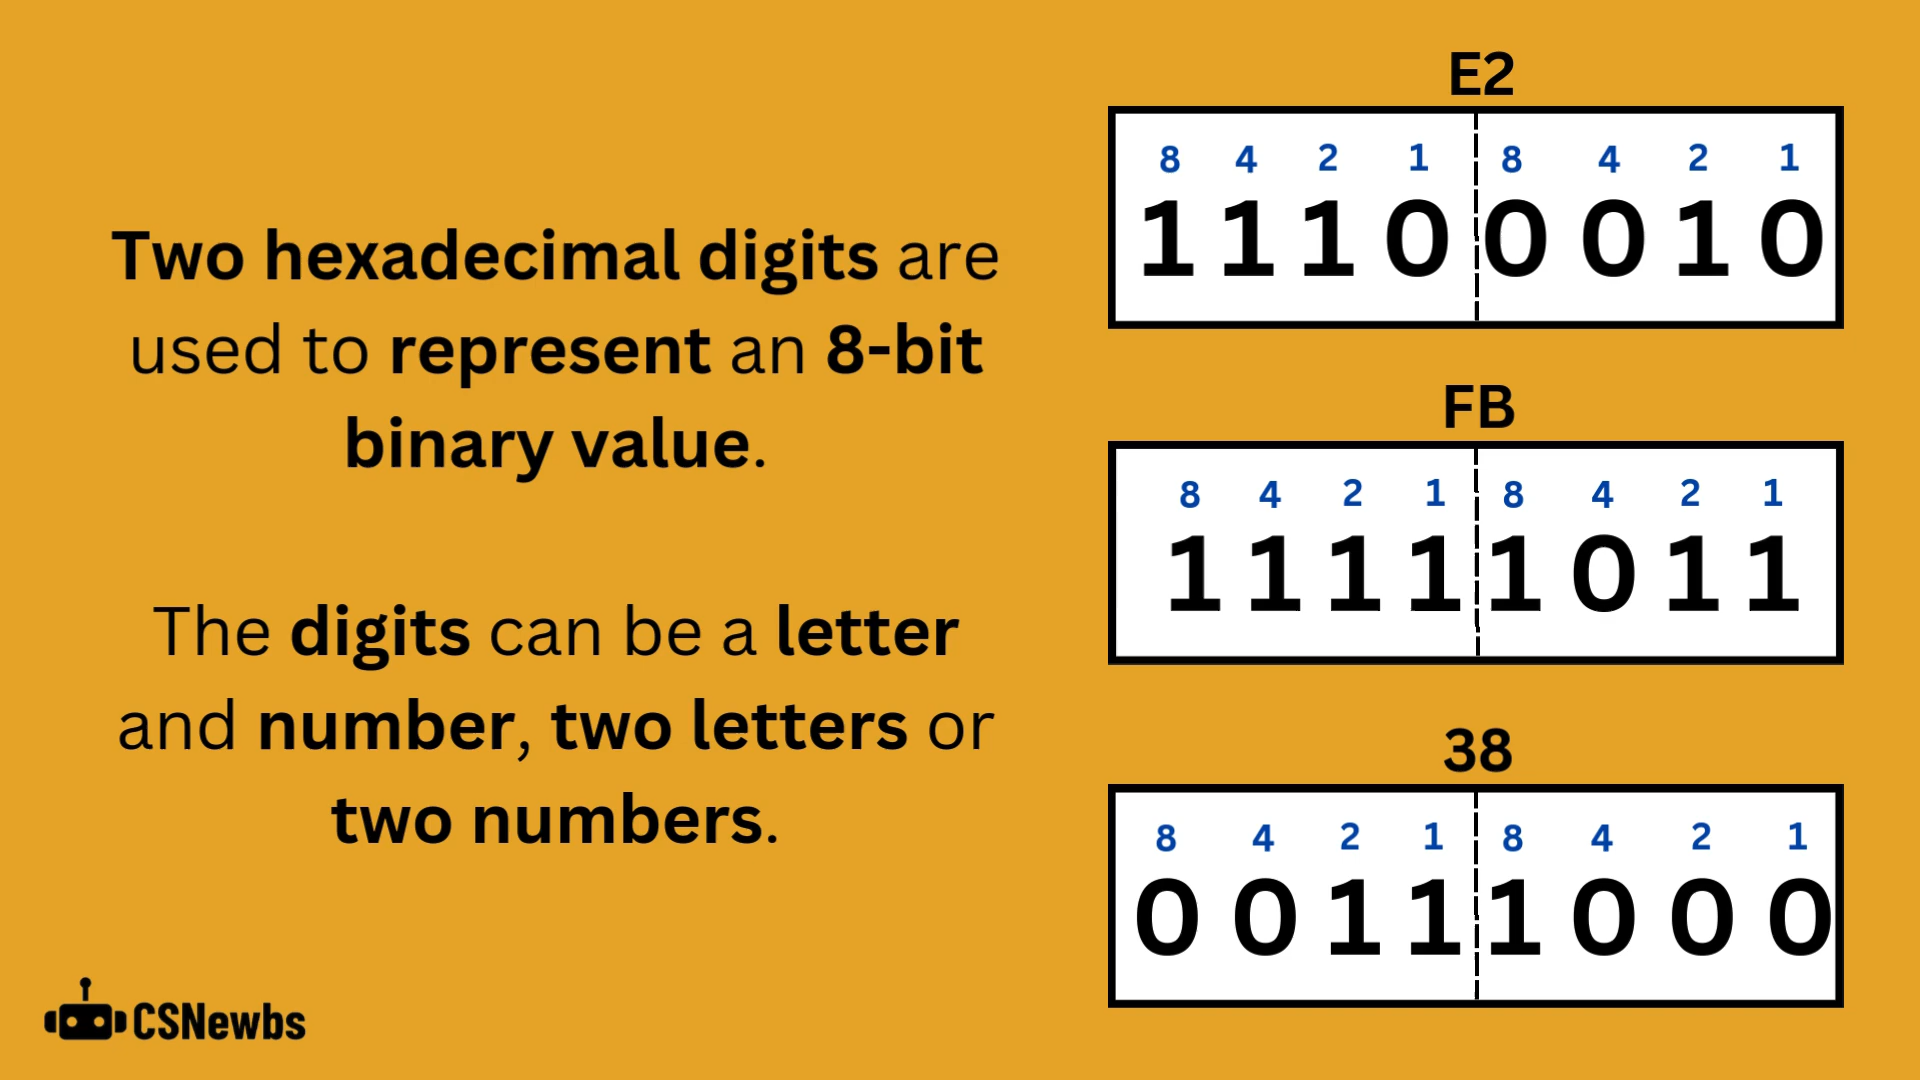 Two hexadecimal digits are
used to represent an 8-bit
binary value.
The digits can be a letter
and number, two letters or
two numbers.
E2
8 4 2 1 8 4 2 1
1 1 1 0 0 0 1 0
FB
8 4 2 1 8 4 2 1
1 1 1 1 1 0 1 1
38
8 4 2 1 8 4 2 1
0 0 1 1 1 0 0 0
CSNewbs